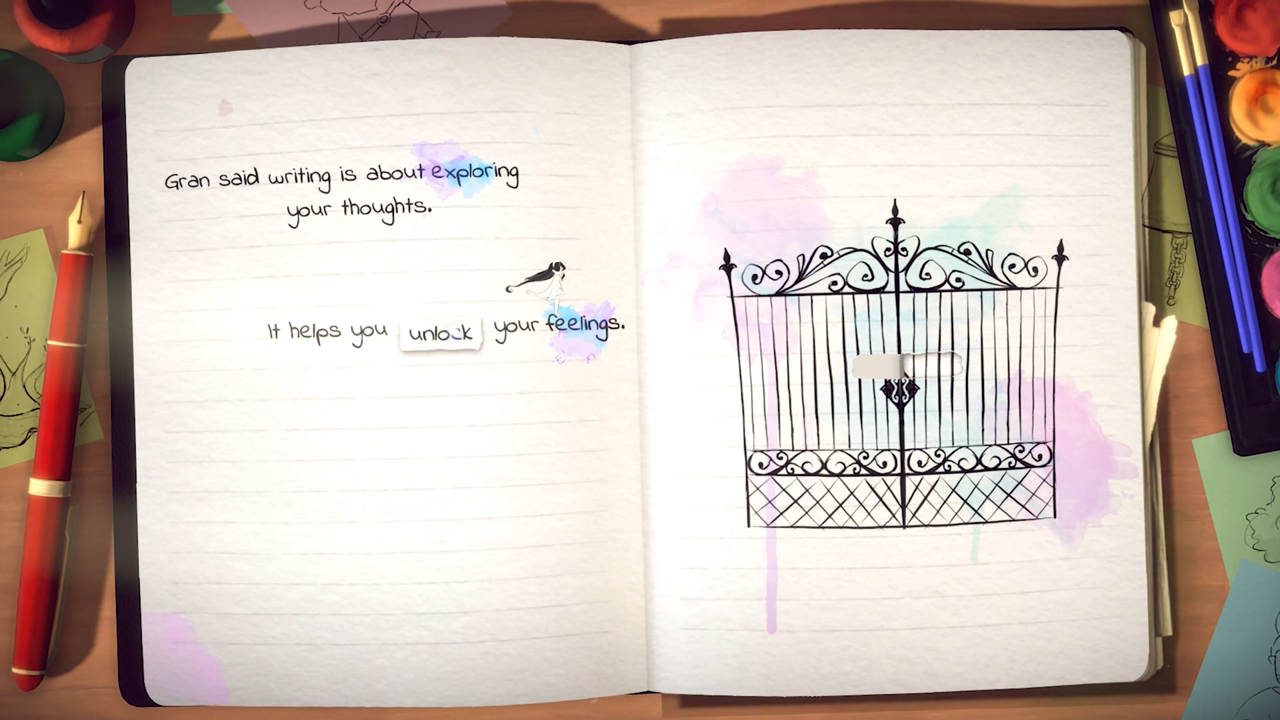 Gran said writing is about exploring
your thoughts.
It helps you unlock your feelings.